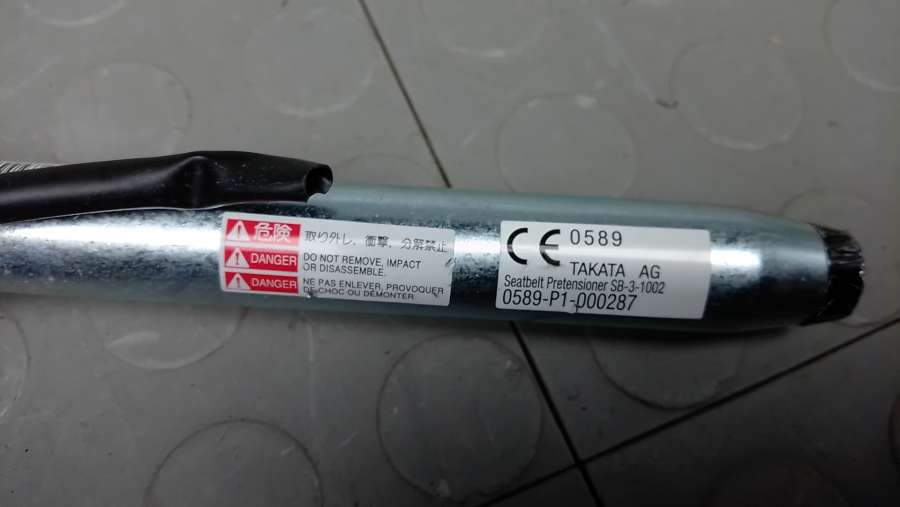 危険
取り外し、衝撃、分解禁止
DANGER
DO NOT REMOVE, IMPACT
OR DISASSEMBLE.
DANGER
NE PAS ENLEVER, PROVOQUER
DE CHOC OU DÉMONTER.
CE 0589
TAKATA AG
Seatbelt Pretensioner SB-3-1002
0589-P1-000287